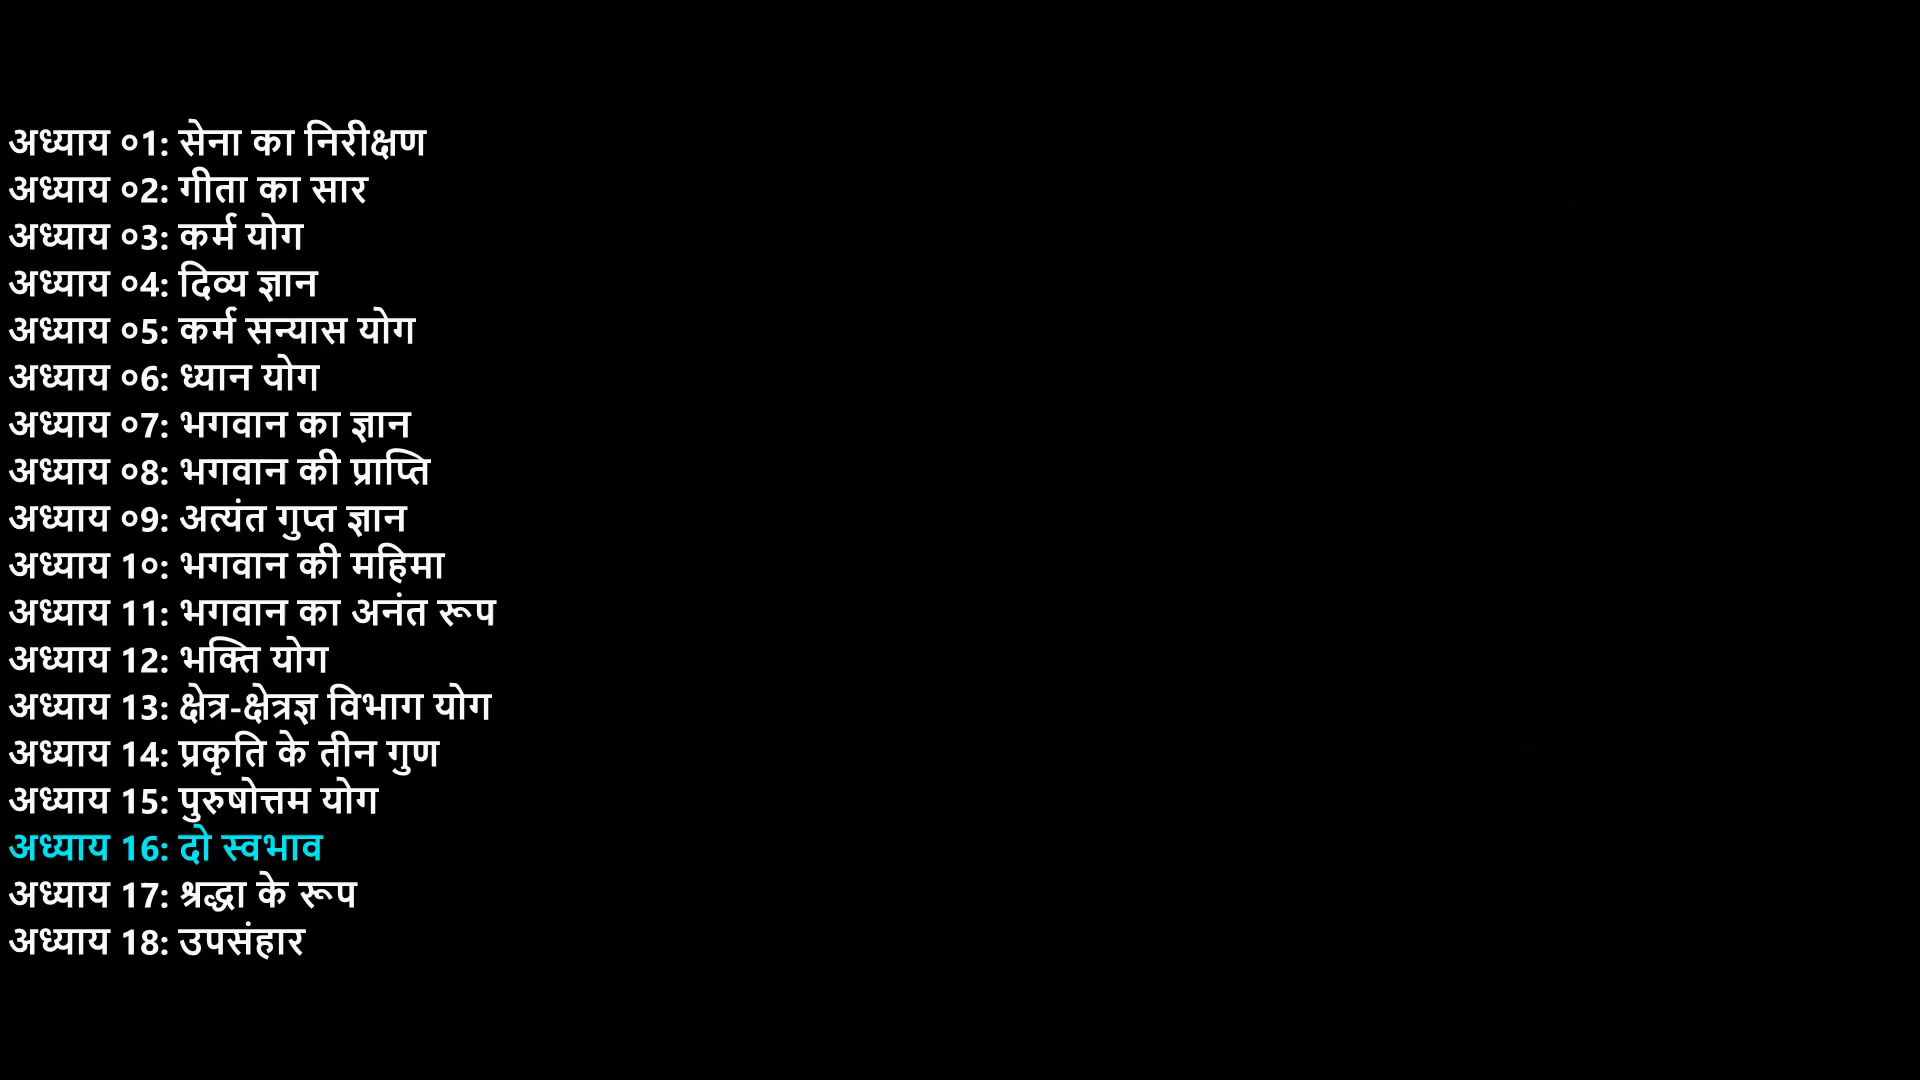 अध्याय ०1: सेना का निरीक्षण
अध्याय ०2: गीता का सार
अध्याय ०3: कर्म योग
अध्याय ०4: दिव्य ज्ञान
अध्याय ०5: कर्म सन्यास योग
अध्याय ०6: ध्यान योग
अध्याय ०7: भगवान का ज्ञान
अध्याय ०8: भगवान की प्राप्ति
अध्याय ०9: अत्यंत गुप्त ज्ञान
अध्याय 1०: भगवान की महिमा
अध्याय 11: भगवान का अनंत रूप
अध्याय 12: भक्ति योग
अध्याय 13: क्षेत्र-क्षेत्रज्ञ विभाग योग
अध्याय 14: प्रकृति के तीन गुण
अध्याय 15: पुरुषोत्तम योग
अध्याय 16: दो स्वभाव
अध्याय 17: श्रद्धा के रूप
अध्याय 18: उपसंहार